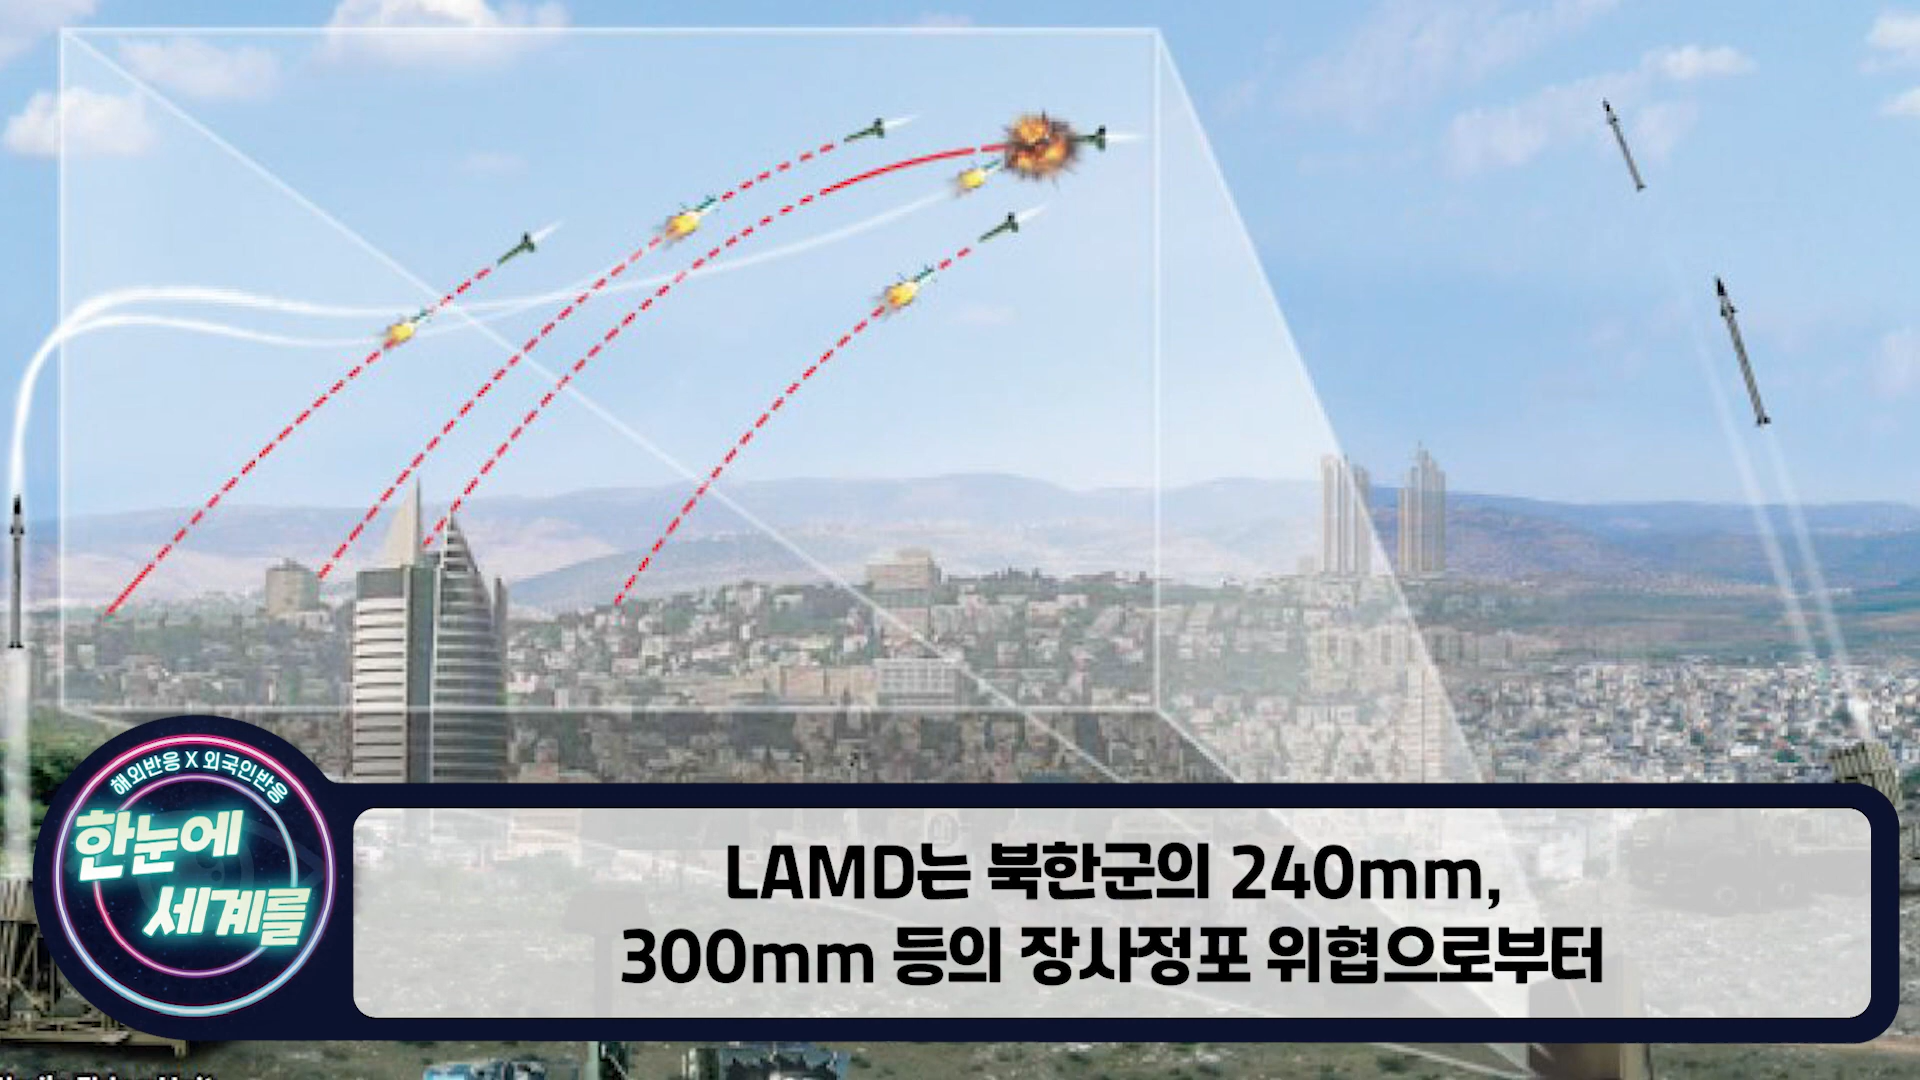 해외반응 X 외국인반응
한눈에
세계를
LAMD는 북한군의 240mm,
300mm 등의 장사정포 위협으로부터